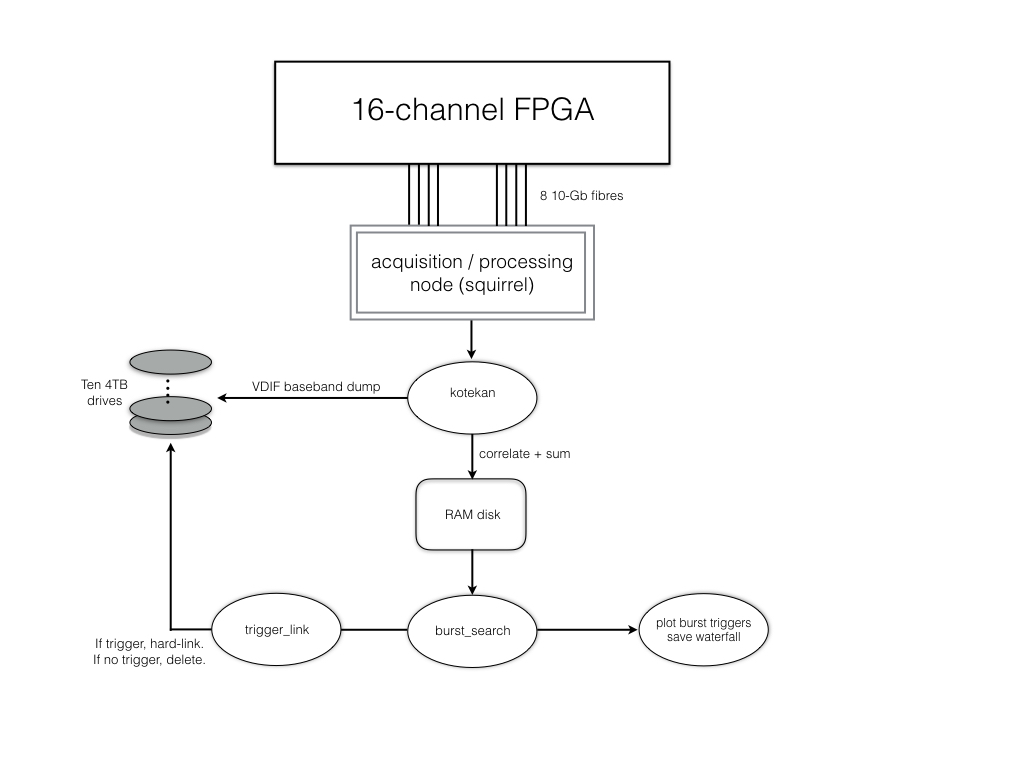 16-channel FPGA
8 10-Gb fibres
acquisition / processing
node (squirrel)
kotekan
VDIF baseband dump
Ten 4TB
drives
correlate + sum
RAM disk
trigger_link
burst_search
plot burst triggers
save waterfall
If trigger, hard-link.
If no trigger, delete.